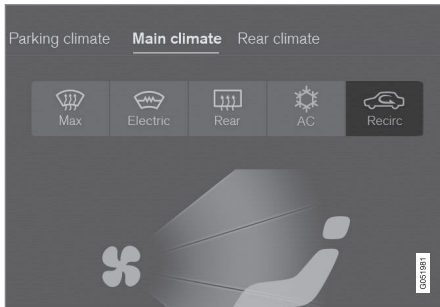 Parking climate Main climate Rear climate
Max Electric Rear AC Recirc
G051981